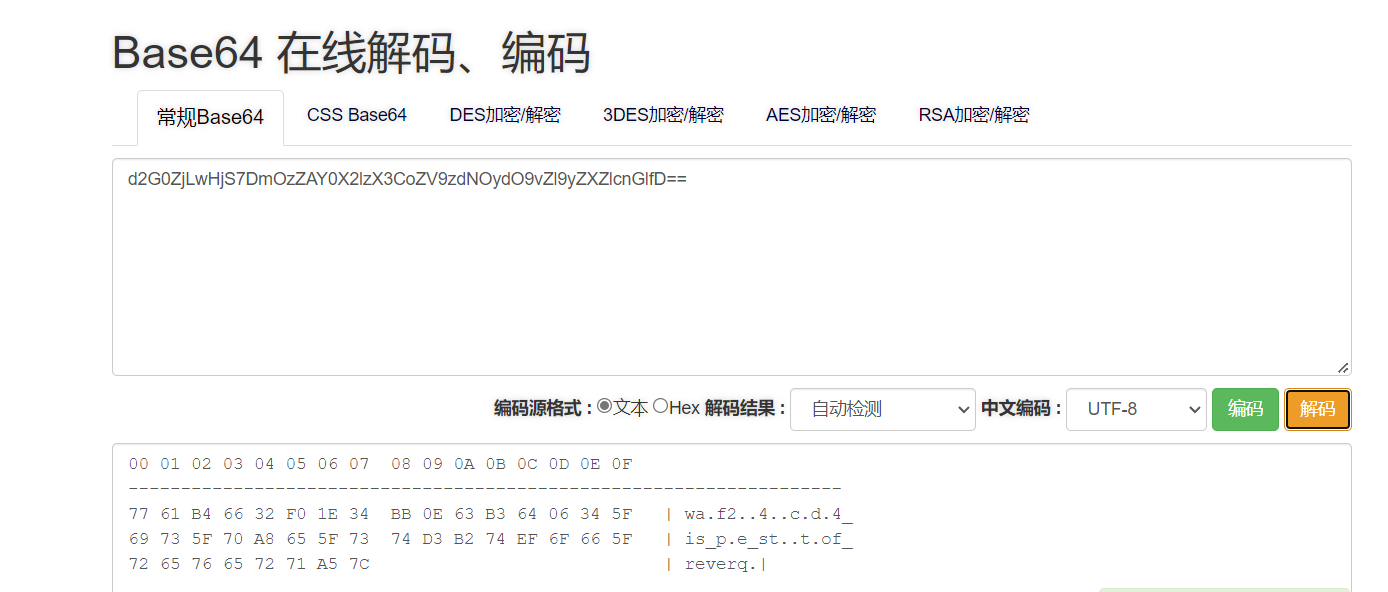 Base64 在线解码、编码
常规Base64 CSS Base64 DES加密/解密 3DES加密/解密 AES加密/解密 RSA加密/解密
d2G0ZjLwHjS7DmOzZAY0X2lzX3CoZV9zdNOydO9vZl9yZXZlcnGlfD==
编码源格式 : 文本 Hex 解码结果 : 自动检测 中文编码 : UTF-8 编码 解码
00 01 02 03 04 05 06 07  08 09 0A 0B 0C 0D 0E 0F
--------------------------------------------------------------------
77 61 B4 66 32 F0 1E 34  BB 0E 63 B3 64 06 34 5F | wa.f2..4..c.d.4_
69 73 5F 70 A8 65 5F 73  74 D3 B2 74 EF 6F 66 5F | is_p.e_st..t.of_
72 65 76 65 72 71 A5 7C | reverq.|